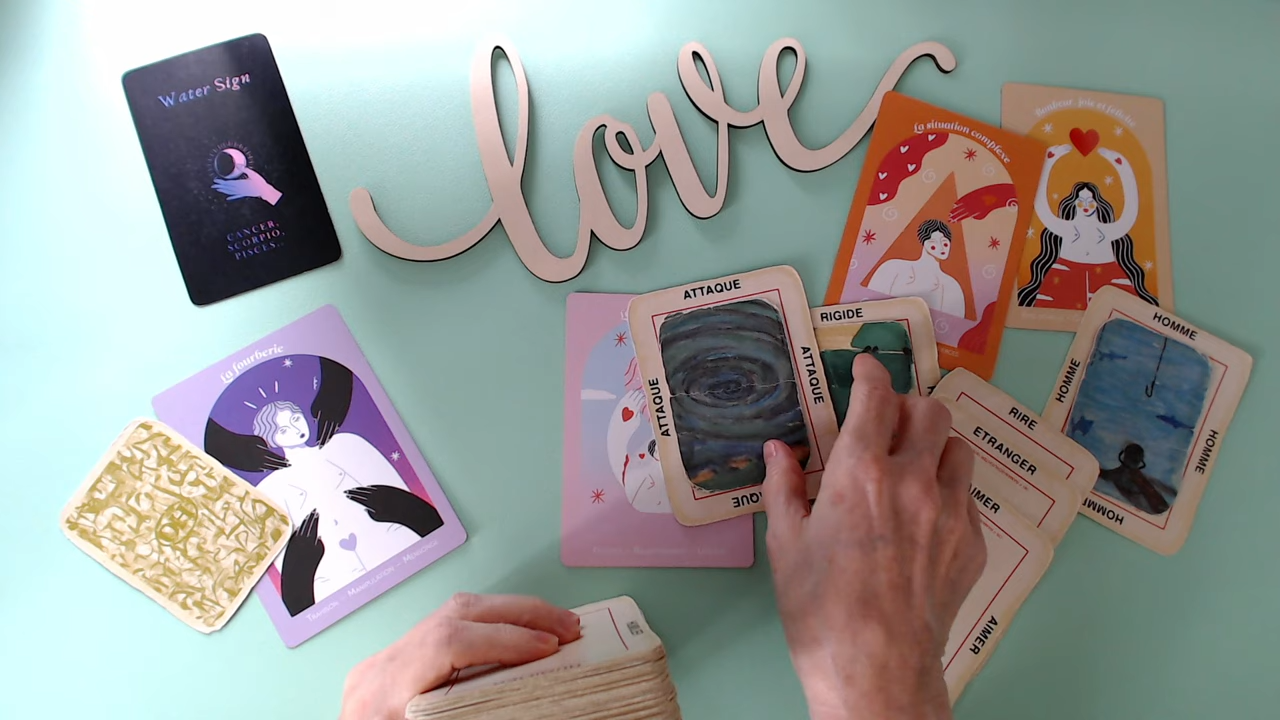 Water Sign
CANCER,
SCORPIO,
PISCES..
love
La situation complexe
Bonheur, joie et félicité
La fourberie
TRAHISON — MANIPULATION — MENSONGE
ATTAQUE
ATTAQUE
ATTAQUE
RIGIDE
HOMME
HOMME
HOMME
HOMME
RIRE
ETRANGER
AIMER
AIMER